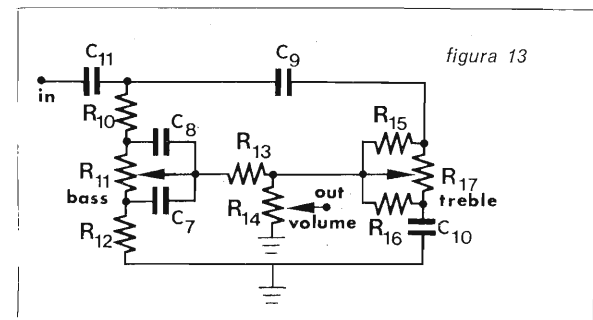 figura 13
C11
C9
in
R10
C8
R15
R11
R13
R17
bass
out
treble
R14
volume
C7
R16
C10
R12